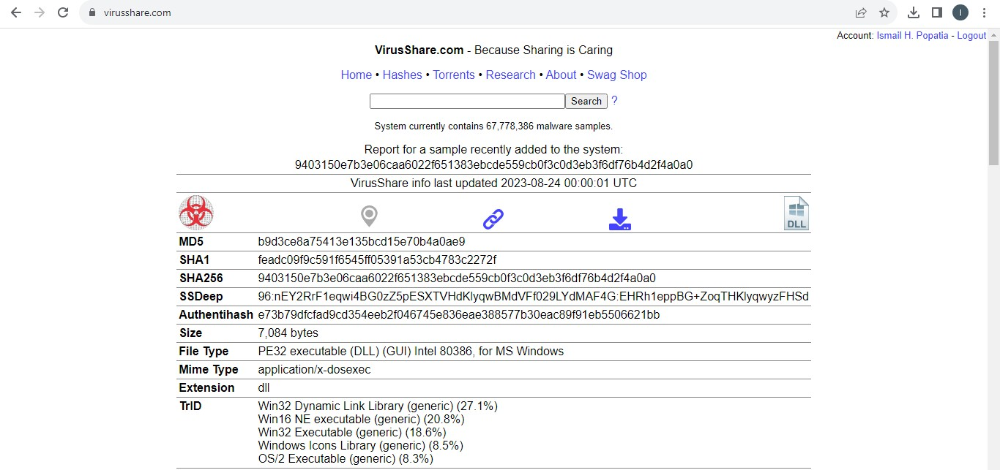 virusshare.com
I
Account: Ismail H. Popatia - Logout
VirusShare.com - Because Sharing is Caring
Home • Hashes • Torrents • Research • About • Swag Shop
Search ?
System currently contains 67,778,386 malware samples.
Report for a sample recently added to the system:
9403150e7b3e06caa6022f651383ebcde559cb0f3c0d3eb3f6df76b4d2f4a0a0
VirusShare info last updated 2023-08-24 00:00:01 UTC
DLL
MD5 b9d3ce8a75413e135bcd15e70b4a0ae9
SHA1 feadc09f9c591f6545ff05391a53cb4783c2272f
SHA256 9403150e7b3e06caa6022f651383ebcde559cb0f3c0d3eb3f6df76b4d2f4a0a0
SSDeep 96:nEY2RrF1eqwi4BG0zZ5pESXTVHdKlyqwBMdVFf029LYdMAF4G:EHRh1eppBG+ZoqTHKlyqwyzFHSd
Authentihash e73b79dfcfad9cd354eeb2f046745e836eae388577b30eac89f91eb5506621bb
Size 7,084 bytes
File Type PE32 executable (DLL) (GUI) Intel 80386, for MS Windows
Mime Type application/x-dosexec
Extension dll
TrID Win32 Dynamic Link Library (generic) (27.1%)
Win16 NE executable (generic) (20.8%)
Win32 Executable (generic) (18.6%)
Windows Icons Library (generic) (8.5%)
OS/2 Executable (generic) (8.3%)